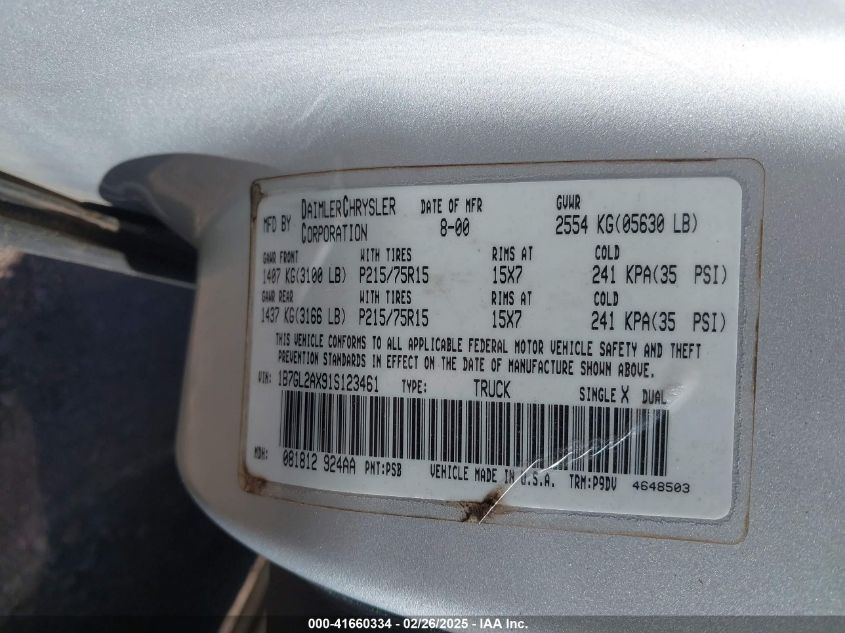 MFD BY DAIMLERCHRYSLER CORPORATION DATE OF MFR 8-00 GVWR 2554 KG(05630 LB)
GAWR FRONT WITH TIRES RIMS AT COLD
1407 KG(3100 LB) P215/75R15 15X7 241 KPA(35 PSI)
GAWR REAR WITH TIRES RIMS AT COLD
1437 KG(3166 LB) P215/75R15 15X7 241 KPA(35 PSI)
THIS VEHICLE CONFORMS TO ALL APPLICABLE FEDERAL MOTOR VEHICLE SAFETY AND THEFT
PREVENTION STANDARDS IN EFFECT ON THE DATE OF MANUFACTURE SHOWN ABOVE.
VIN: 1B7GL2AX91S123461 TYPE: TRUCK SINGLE X DUAL
MDH: 081812 924AA PNT:PSB VEHICLE MADE IN U.S.A. TRM:P9DV 4648503
000-41660334 / 02/26/2025 - IAA Inc.